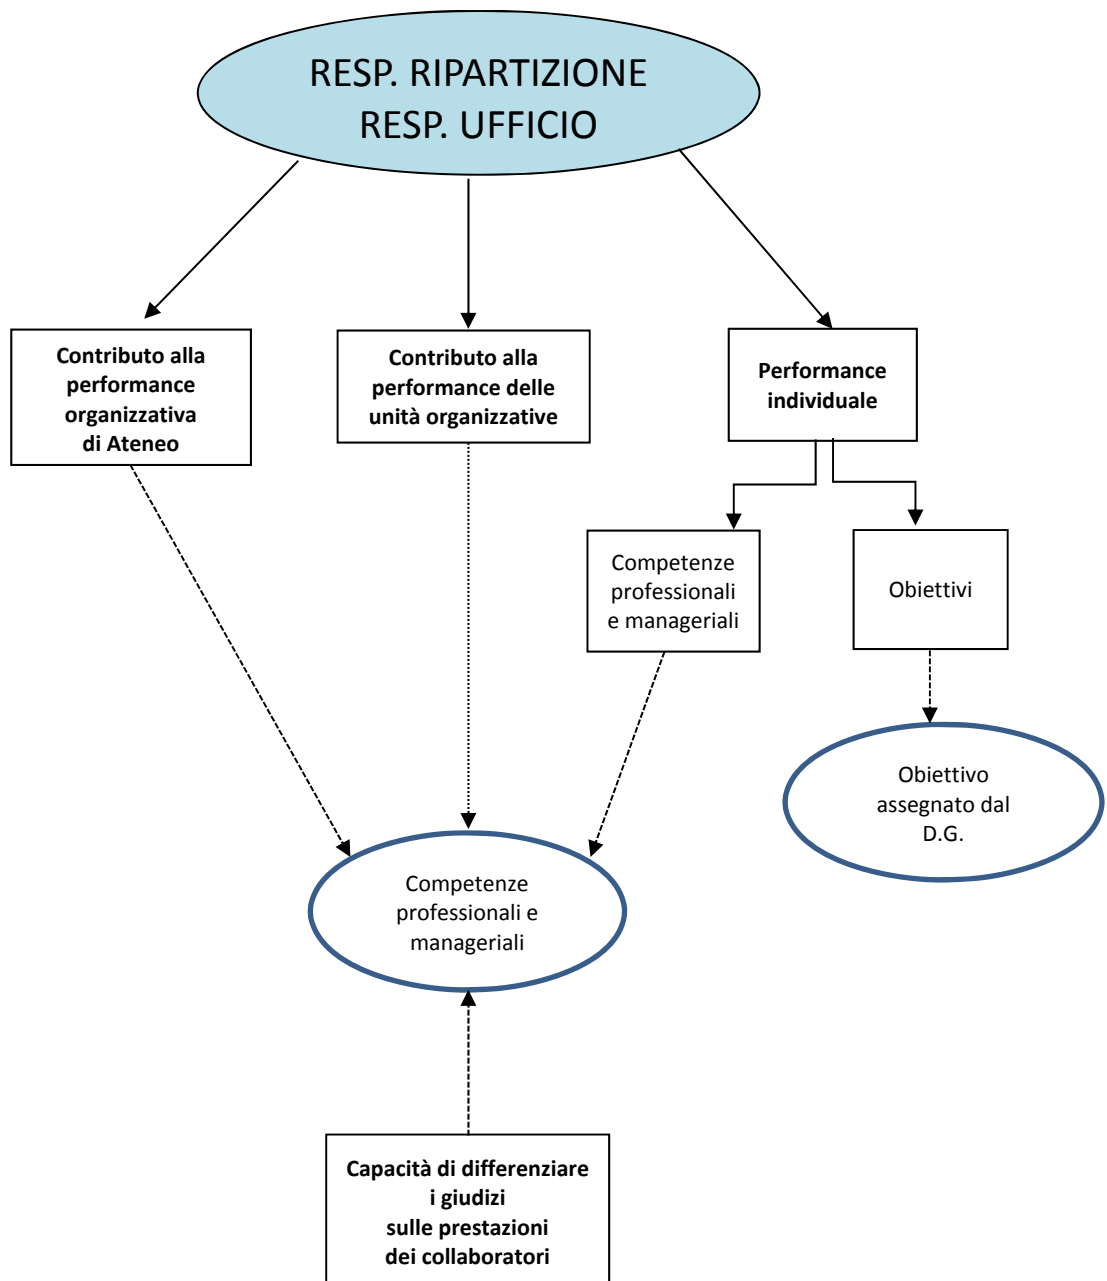 RESP. RIPARTIZIONE
RESP. UFFICIO
Contributo alla
performance
organizzativa
di Ateneo
Contributo alla
performance delle
unità organizzative
Performance
individuale
Competenze
professionali
e manageriali
Obiettivi
Obiettivo
assegnato dal
D.G.
Competenze
professionali e
manageriali
Capacità di differenziare
i giudizi
sulle prestazioni
dei collaboratori